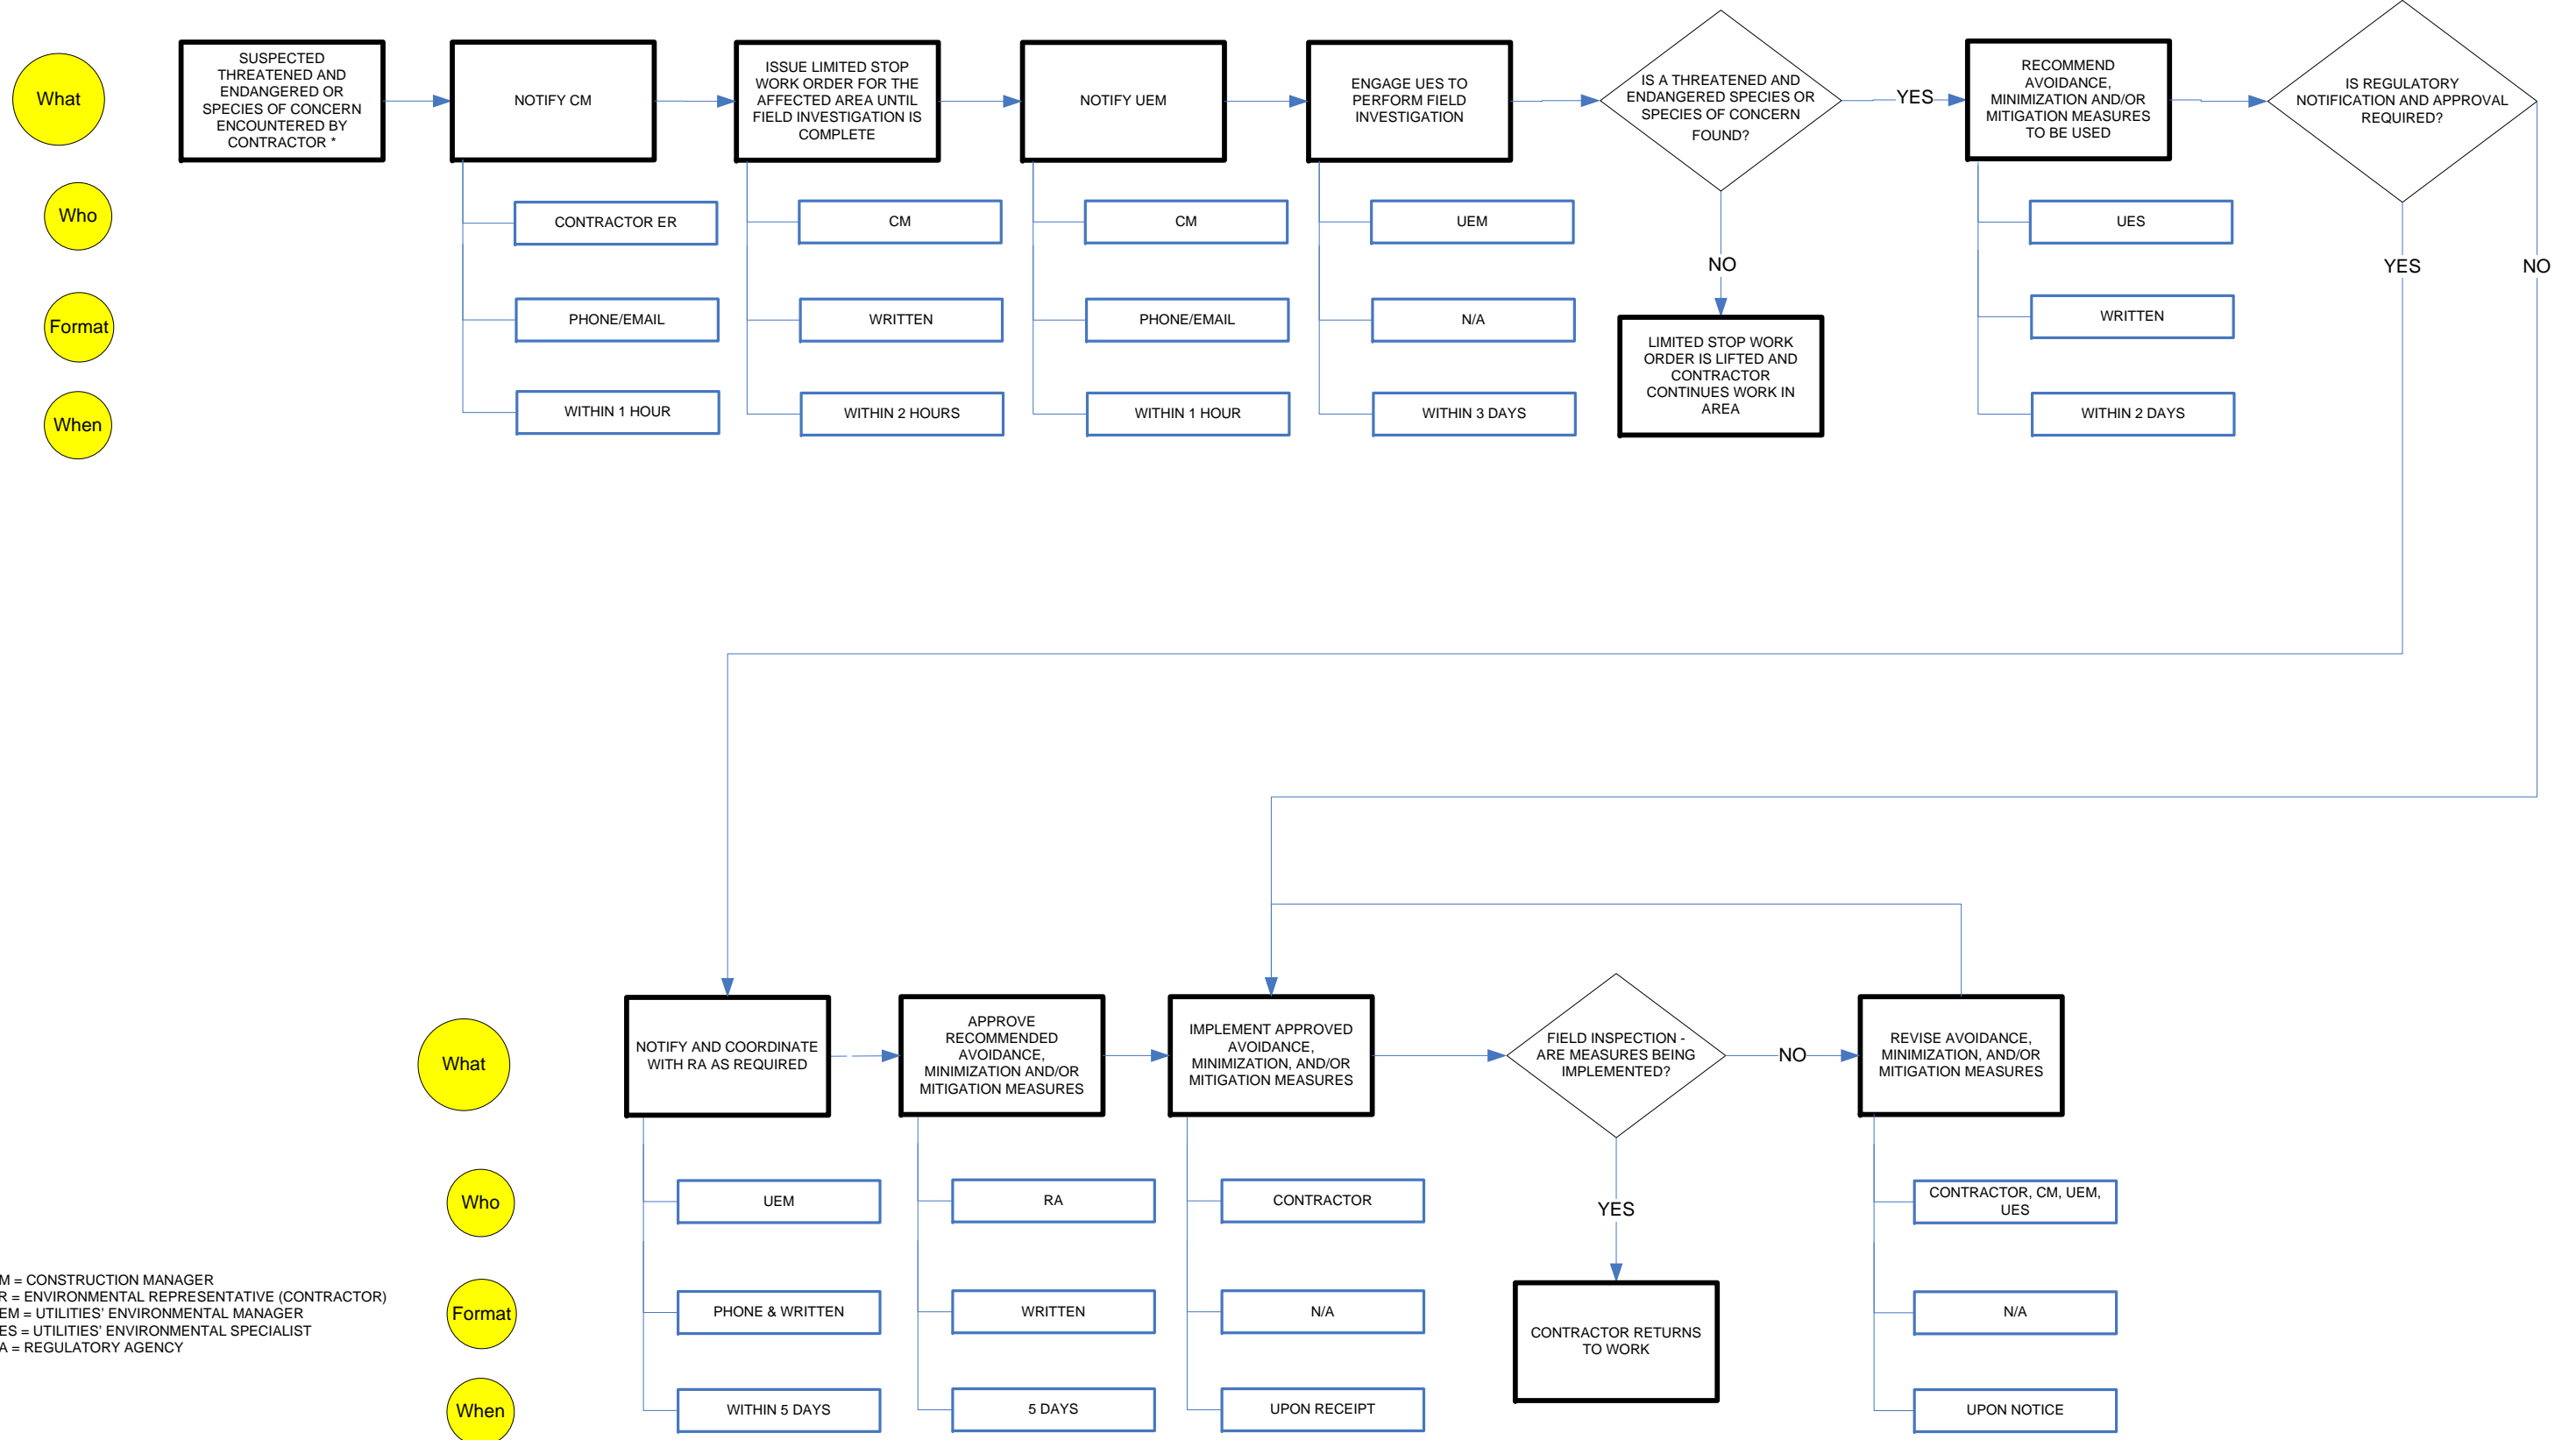 What
SUSPECTED
THREATENED AND
ENDANGERED OR
SPECIES OF CONCERN
ENCOUNTERED BY
CONTRACTOR *
NOTIFY CM
ISSUE LIMITED STOP
WORK ORDER FOR THE
AFFECTED AREA UNTIL
FIELD INVESTIGATION IS
COMPLETE
NOTIFY UEM
ENGAGE UES TO
PERFORM FIELD
INVESTIGATION
IS A THREATENED AND
ENDANGERED SPECIES OR
SPECIES OF CONCERN
FOUND?
YES
RECOMMEND
AVOIDANCE,
MINIMIZATION AND/OR
MITIGATION MEASURES
TO BE USED
IS REGULATORY
NOTIFICATION AND APPROVAL
REQUIRED?
Who
CONTRACTOR ER
CM
CM
UEM
UES
NO
YES
NO
Format
PHONE/EMAIL
WRITTEN
PHONE/EMAIL
N/A
WRITTEN
LIMITED STOP WORK
ORDER IS LIFTED AND
CONTRACTOR
CONTINUES WORK IN
AREA
When
WITHIN 1 HOUR
WITHIN 2 HOURS
WITHIN 1 HOUR
WITHIN 3 DAYS
WITHIN 2 DAYS
What
NOTIFY AND COORDINATE
WITH RA AS REQUIRED
APPROVE
RECOMMENDED
AVOIDANCE,
MINIMIZATION AND/OR
MITIGATION MEASURES
IMPLEMENT APPROVED
AVOIDANCE,
MINIMIZATION, AND/OR
MITIGATION MEASURES
FIELD INSPECTION -
ARE MEASURES BEING
IMPLEMENTED?
NO
REVISE AVOIDANCE,
MINIMIZATION, AND/OR
MITIGATION MEASURES
Who
UEM
RA
CONTRACTOR
YES
CONTRACTOR, CM, UEM,
UES
M = CONSTRUCTION MANAGER
R = ENVIRONMENTAL REPRESENTATIVE (CONTRACTOR)
EM = UTILITIES' ENVIRONMENTAL MANAGER
ES = UTILITIES' ENVIRONMENTAL SPECIALIST
A = REGULATORY AGENCY
Format
PHONE & WRITTEN
WRITTEN
N/A
CONTRACTOR RETURNS
TO WORK
N/A
When
WITHIN 5 DAYS
5 DAYS
UPON RECEIPT
UPON NOTICE